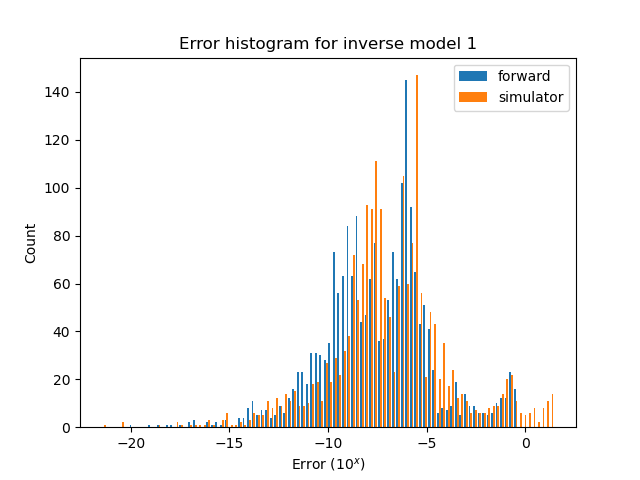 Error histogram for inverse model 1
forward
simulator
140
120
100
80
60
40
20
0
Count
−20
−15
−10
−5
0
Error (10^x)